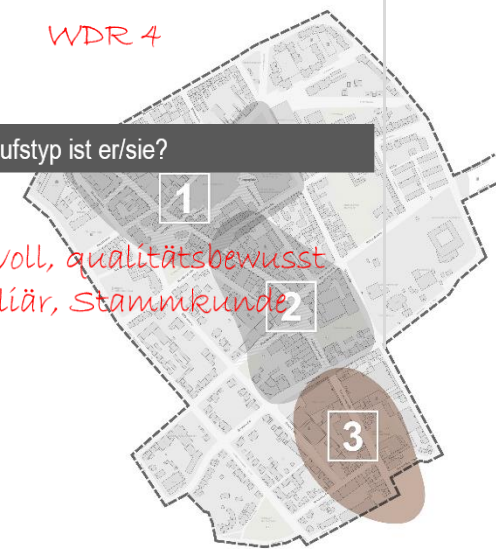 WDR 4
ufstyp ist er/sie?
1
voll, qualitätsbewusst
liär, Stammkunde
2
3